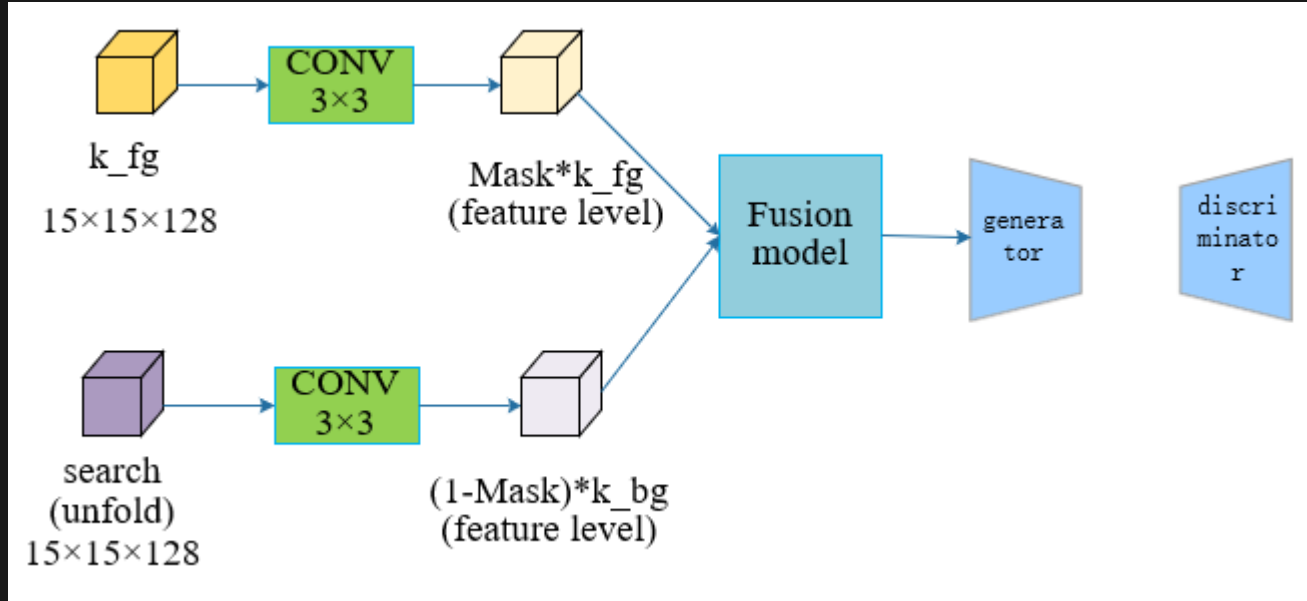 CONV
3×3
k_fg
15×15×128
Mask*k_fg
(feature level)
Fusion
model
genera
tor
discri
minato
r
CONV
3×3
search
(unfold)
15×15×128
(1-Mask)*k_bg
(feature level)